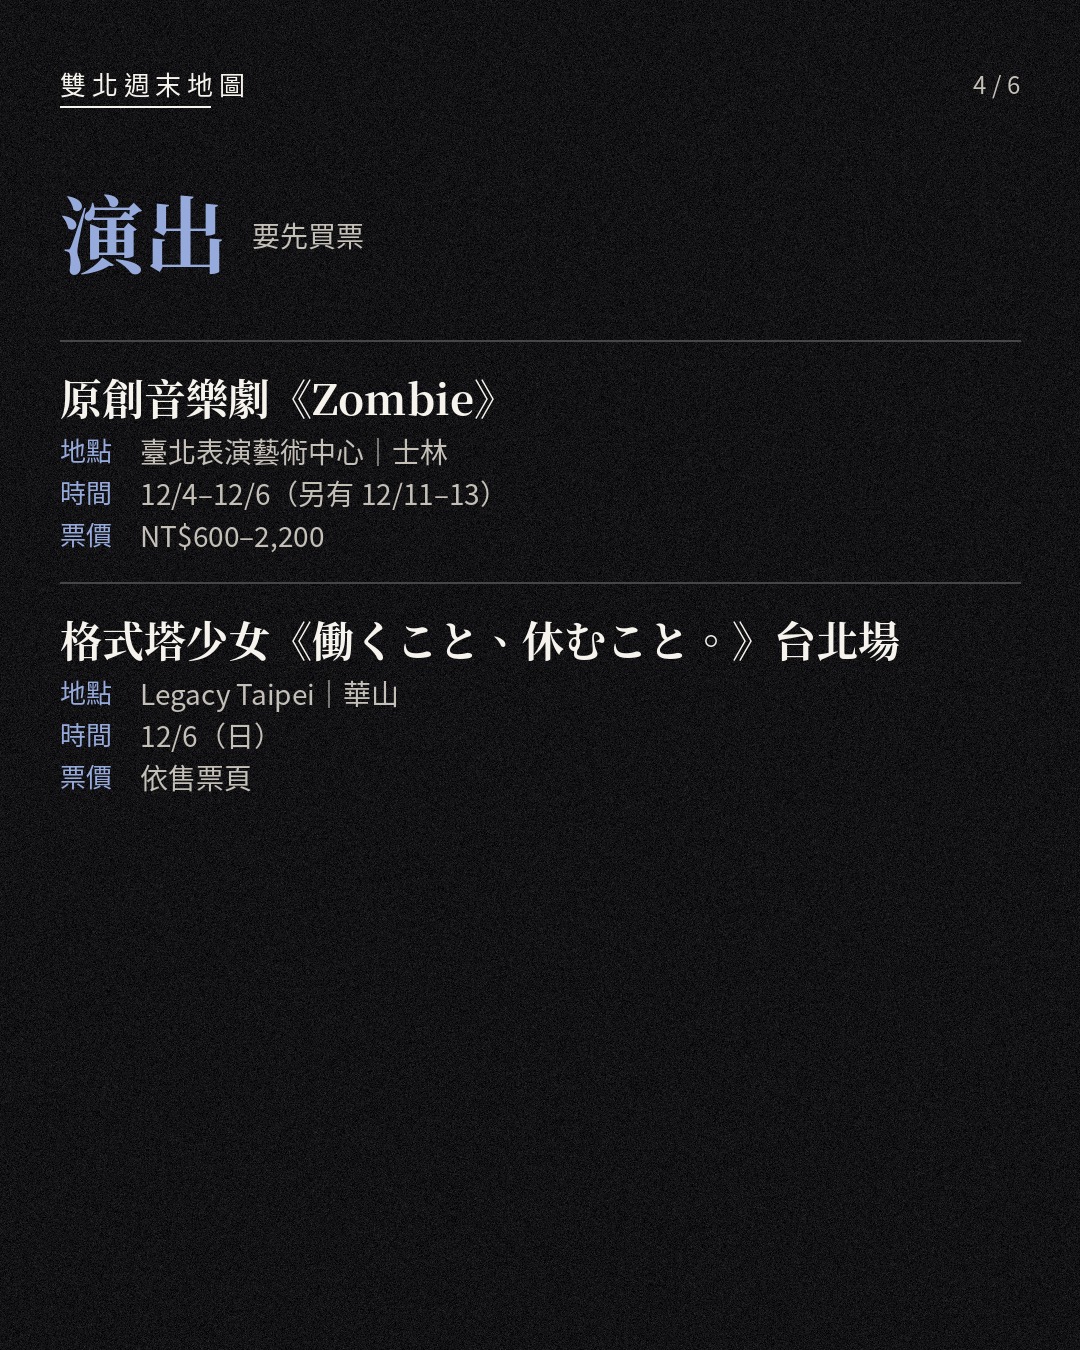 雙北週末地圖
4 / 6
演出 要先買票
原創音樂劇《Zombie》
地點 臺北表演藝術中心｜士林
時間 12/4–12/6（另有 12/11–13）
票價 NT$600–2,200
格式塔少女《働くこと、休むこと。》台北場
地點 Legacy Taipei｜華山
時間 12/6（日）
票價 依售票頁